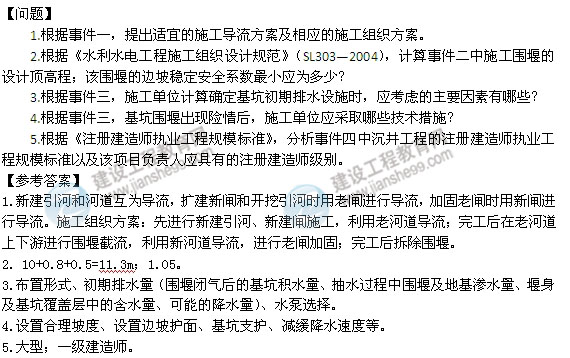 【问题】
1.根据事件一，提出适宜的施工导流方案及相应的施工组织方案。
2.根据《水利水电工程施工组织设计规范》（SL303—2004），计算事件二中施工围堰的
设计顶高程；该围堰的边坡稳定安全系数最小应为多少？
3.根据事件三，施工单位计算确定基坑初期排水设施时，应考虑的主要因素有哪些？
4.根据事件三，基坑围堰出现险情后，施工单位应采取哪些技术措施？
5.根据《注册建造师执业工程规模标准》，分析事件四中沉井工程的注册建造师执业工
程规模标准以及该项目负责人应具有的注册建造师级别。
【参考答案】
1.新建引河和河道互为导流，扩建新闸和开挖引河时用老闸进行导流，加固老闸时用新闸进
行导流。施工组织方案：先进行新建引河、新建闸施工，利用老河道导流；完工后在老河道
上下游进行围堰截流，利用新河道导流，进行老闸加固；完工后拆除围堰。
2. 10+0.8+0.5=11.3m；1.05。
3.布置形式、初期排水量（围堰闭气后的基坑积水量、抽水过程中围堰及地基渗水量、堰身
及基坑覆盖层中的含水量、可能的降水量）、水泵选择。
4.设置合理坡度、设置边坡护面、基坑支护、减缓降水速度等。
5.大型；一级建造师。
建设工程教育网
www.jianshe99.com
建设工程教育网
www.jianshe99.com